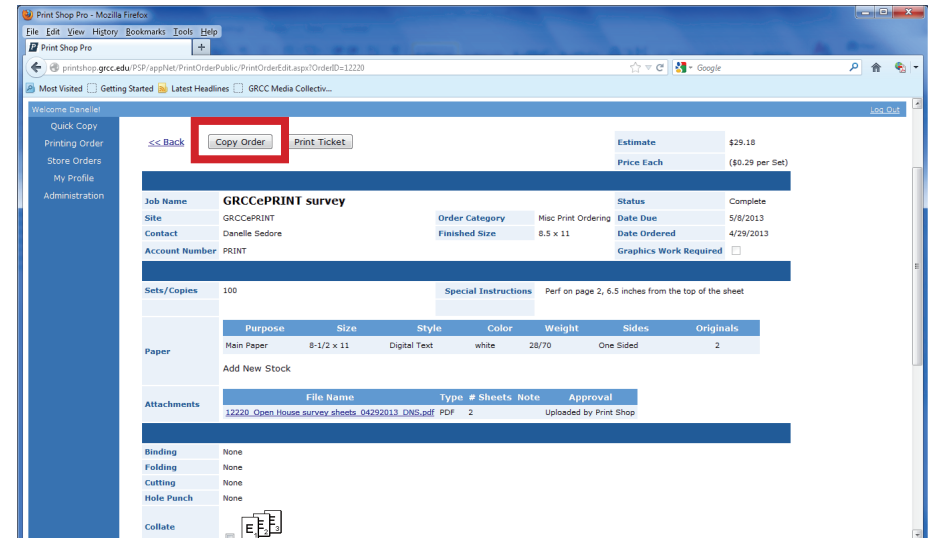 Print Shop Pro - Mozilla Firefox
File Edit View History Bookmarks Tools Help
Print Shop Pro +
printshop.grcc.edu/PSP/appNet/PrintOrderPublic/PrintOrderEdit.aspx?OrderID=12220 Google
Most Visited Getting Started Latest Headlines GRCC Media Collectiv...
Welcome Danelle! Log Out
Quick Copy
Printing Order
Store Orders
My Profile
Administration
<< Back Copy Order Print Ticket
Estimate $29.18
Price Each ($0.29 per Set)
Job Name GRCCePRINT survey Status Complete
Site GRCCePRINT Order Category Misc Print Ordering Date Due 5/8/2013
Contact Danelle Sedore Finished Size 8.5 x 11 Date Ordered 4/29/2013
Account Number PRINT Graphics Work Required
Sets/Copies 100 Special Instructions Perf on page 2, 6.5 inches from the top of the sheet
Purpose Size Style Color Weight Sides Originals
Paper Main Paper 8-1/2 x 11 Digital Text white 28/70 One Sided 2
Add New Stock
Attachments File Name Type # Sheets Note Approval
12220_Open House survey sheets_04292013_DNS.pdf PDF 2 Uploaded by Print Shop
Binding None
Folding None
Cutting None
Hole Punch None
Collate E 1 E 2 E 3